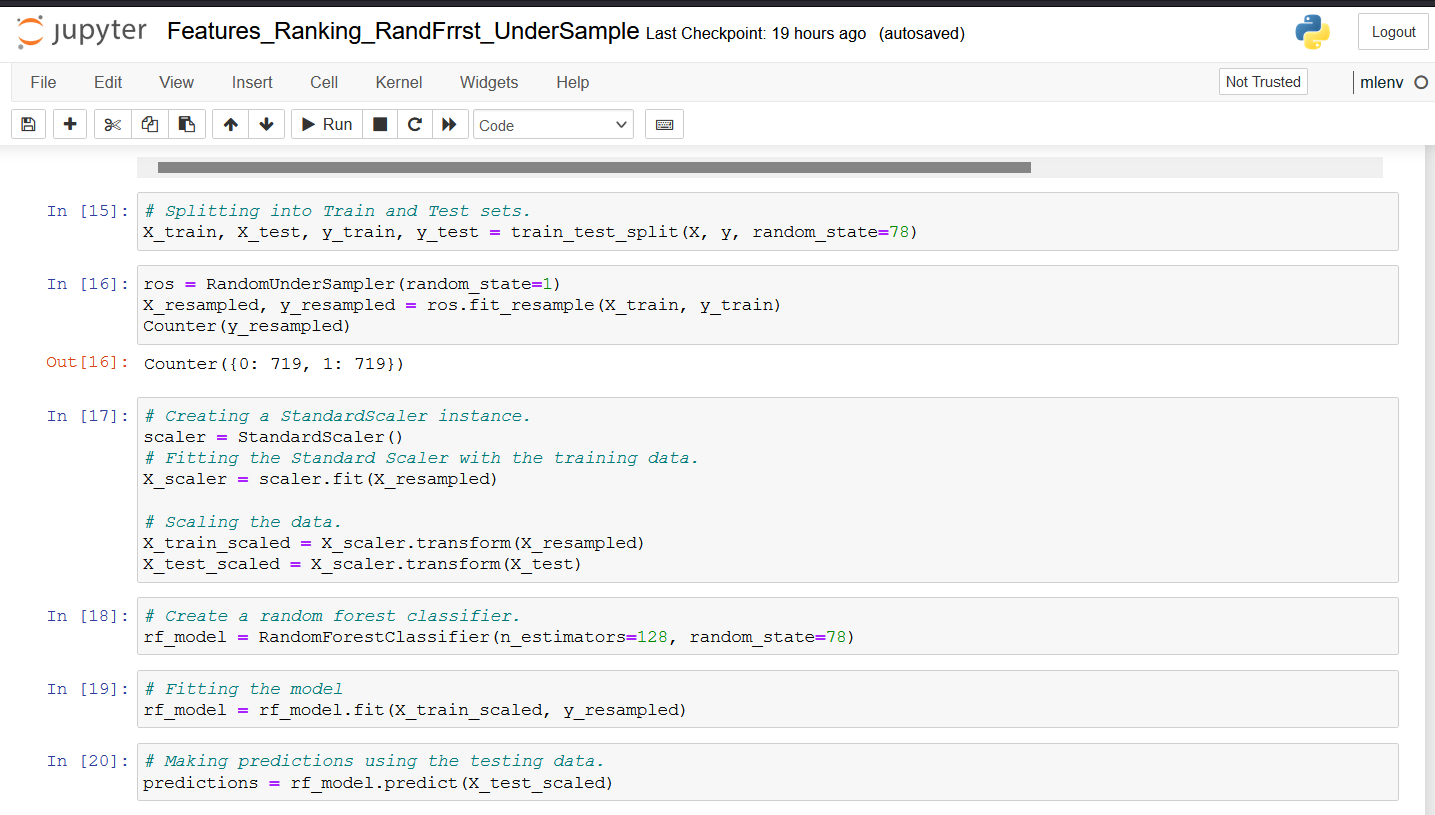 jupyter Features_Ranking_RandFrrst_UnderSample Last Checkpoint: 19 hours ago (autosaved) Logout
File Edit View Insert Cell Kernel Widgets Help Not Trusted mlenv
Run Code
In [15]: # Splitting into Train and Test sets.
X_train, X_test, y_train, y_test = train_test_split(X, y, random_state=78)
In [16]: ros = RandomUnderSampler(random_state=1)
X_resampled, y_resampled = ros.fit_resample(X_train, y_train)
Counter(y_resampled)
Out[16]: Counter({0: 719, 1: 719})
In [17]: # Creating a StandardScaler instance.
scaler = StandardScaler()
# Fitting the Standard Scaler with the training data.
X_scaler = scaler.fit(X_resampled)
# Scaling the data.
X_train_scaled = X_scaler.transform(X_resampled)
X_test_scaled = X_scaler.transform(X_test)
In [18]: # Create a random forest classifier.
rf_model = RandomForestClassifier(n_estimators=128, random_state=78)
In [19]: # Fitting the model
rf_model = rf_model.fit(X_train_scaled, y_resampled)
In [20]: # Making predictions using the testing data.
predictions = rf_model.predict(X_test_scaled)